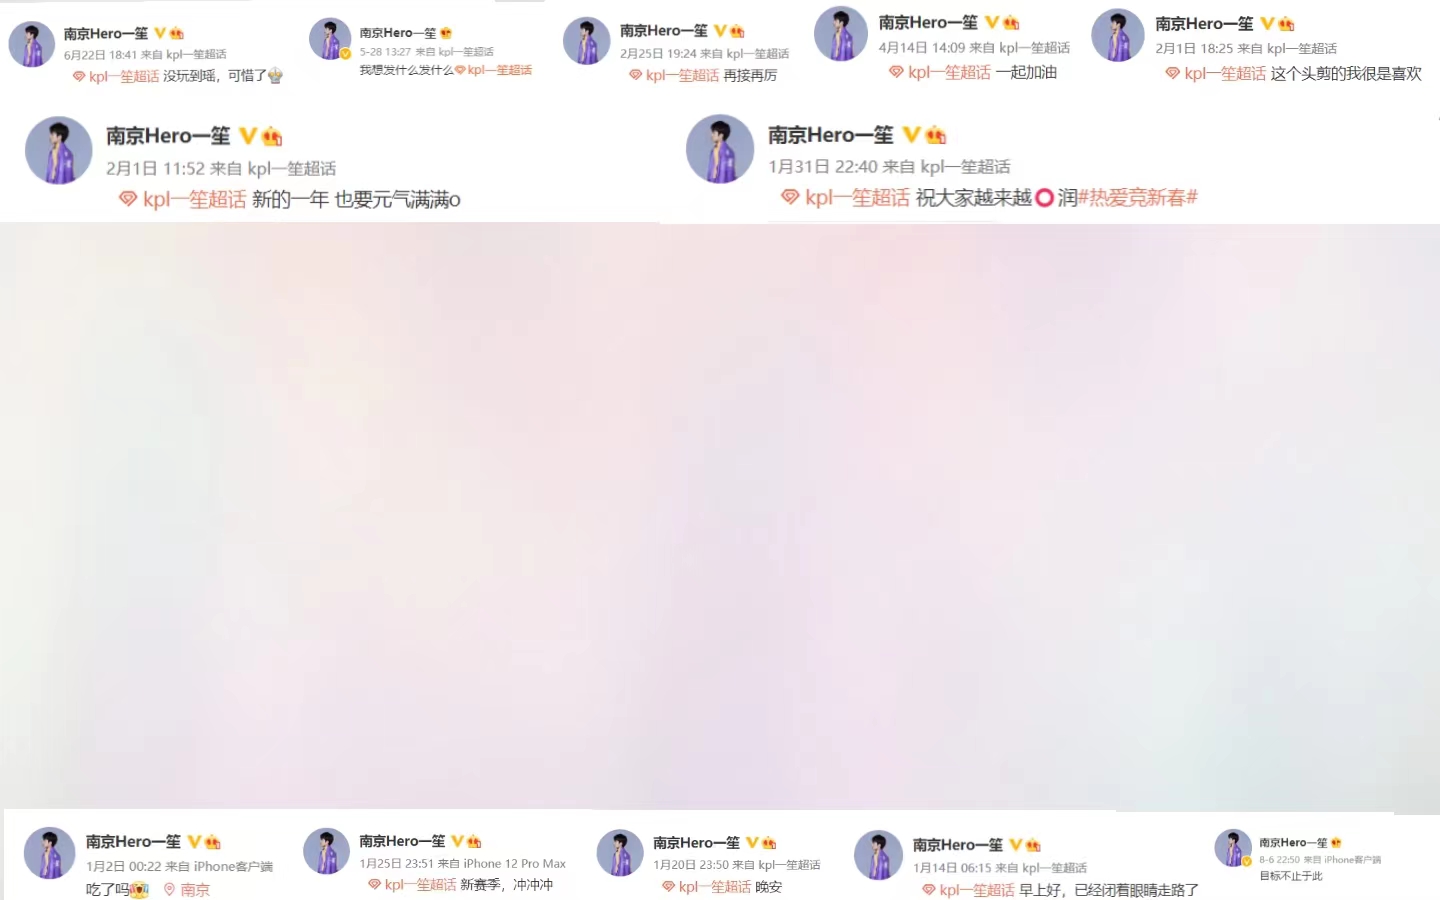 南京Hero一笙
6月22日 18:41 来自 kpl一笙超话
kpl一笙超话 没玩到瑶，可惜了
南京Hero一笙
5-28 13:27 来自 kpl一笙超话
我想发什么发什么 kpl一笙超话
南京Hero一笙
2月25日 19:24 来自 kpl一笙超话
kpl一笙超话 再接再厉
南京Hero一笙
4月14日 14:09 来自 kpl一笙超话
kpl一笙超话 一起加油
南京Hero一笙
2月1日 18:25 来自 kpl一笙超话
kpl一笙超话 这个头剪的我很是喜欢
南京Hero一笙
2月1日 11:52 来自 kpl一笙超话
kpl一笙超话 新的一年 也要元气满满o
南京Hero一笙
1月31日 22:40 来自 kpl一笙超话
kpl一笙超话 祝大家越来越⭕润#热爱竞新春#
南京Hero一笙
1月2日 00:22 来自 iPhone客户端
吃了吗 南京
南京Hero一笙
1月25日 23:51 来自 iPhone 12 Pro Max
kpl一笙超话 新赛季，冲冲冲
南京Hero一笙
1月20日 23:50 来自 kpl一笙超话
kpl一笙超话 晚安
南京Hero一笙
1月14日 06:15 来自 kpl一笙超话
kpl一笙超话 早上好，已经闭着眼睛走路了
南京Hero一笙
8-6 22:50 来自 iPhone客户端
目标不止于此